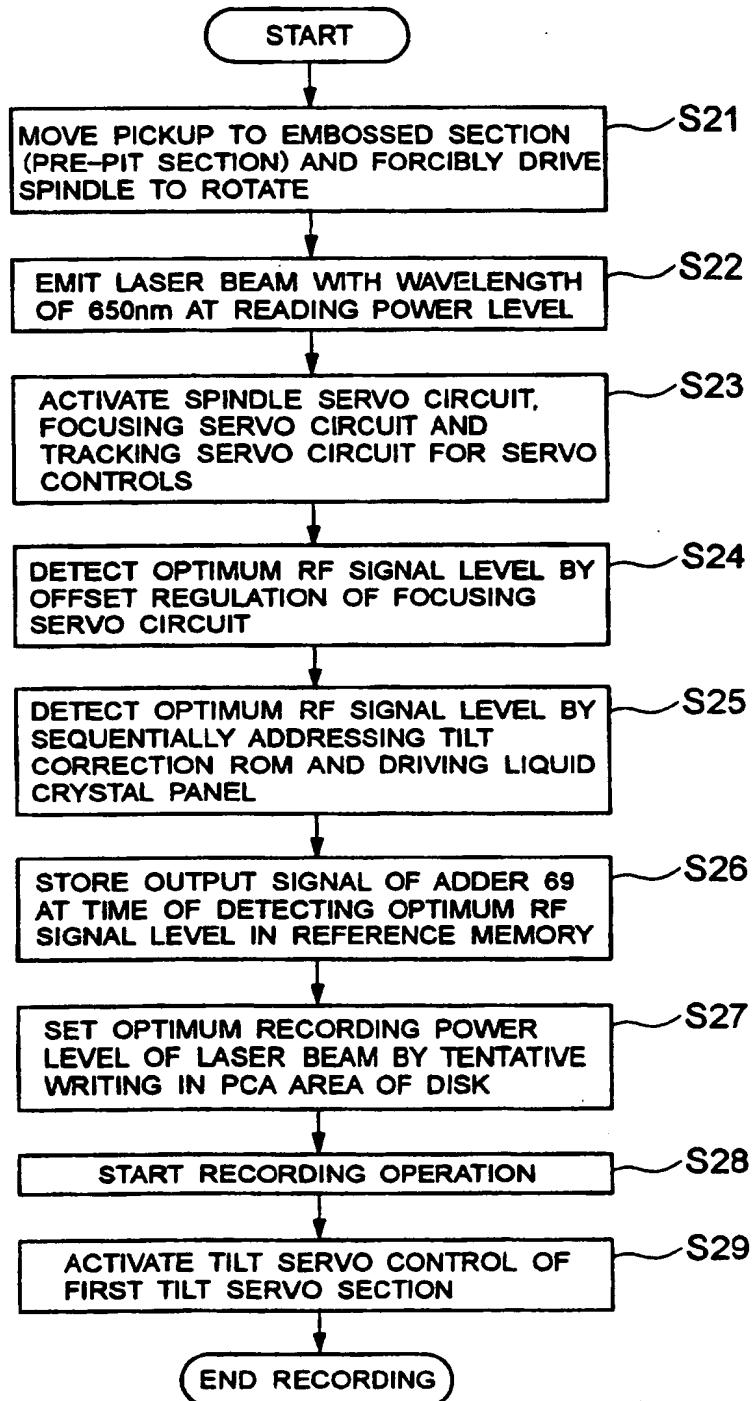 START
S21
MOVE PICKUP TO EMBOSSED SECTION
(PRE-PIT SECTION) AND FORCIBLY DRIVE
SPINDLE TO ROTATE
S22
EMIT LASER BEAM WITH WAVELENGTH
OF 650nm AT READING POWER LEVEL
S23
ACTIVATE SPINDLE SERVO CIRCUIT,
FOCUSING SERVO CIRCUIT AND
TRACKING SERVO CIRCUIT FOR SERVO
CONTROLS
S24
DETECT OPTIMUM RF SIGNAL LEVEL BY
OFFSET REGULATION OF FOCUSING
SERVO CIRCUIT
S25
DETECT OPTIMUM RF SIGNAL LEVEL BY
SEQUENTIALLY ADDRESSING TILT
CORRECTION ROM AND DRIVING LIQUID
CRYSTAL PANEL
S26
STORE OUTPUT SIGNAL OF ADDER 69
AT TIME OF DETECTING OPTIMUM RF
SIGNAL LEVEL IN REFERENCE MEMORY
S27
SET OPTIMUM RECORDING POWER
LEVEL OF LASER BEAM BY TENTATIVE
WRITING IN PCA AREA OF DISK
S28
START RECORDING OPERATION
S29
ACTIVATE TILT SERVO CONTROL OF
FIRST TILT SERVO SECTION
END RECORDING